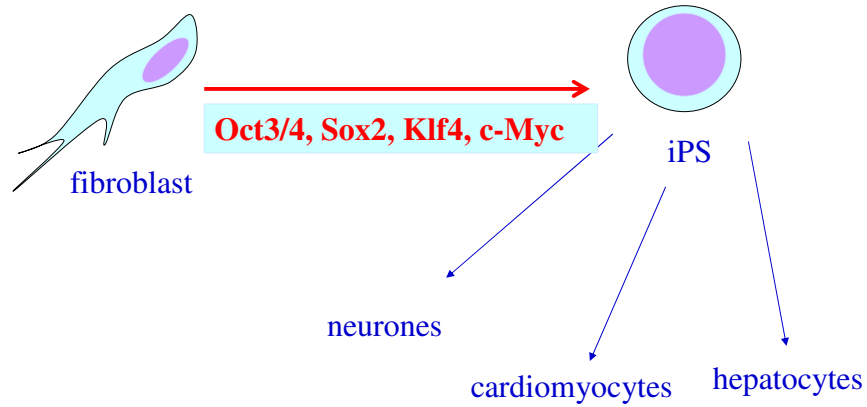 Oct3/4, Sox2, Klf4, c-Myc
iPS
fibroblast
neurones
cardiomyocytes
hepatocytes